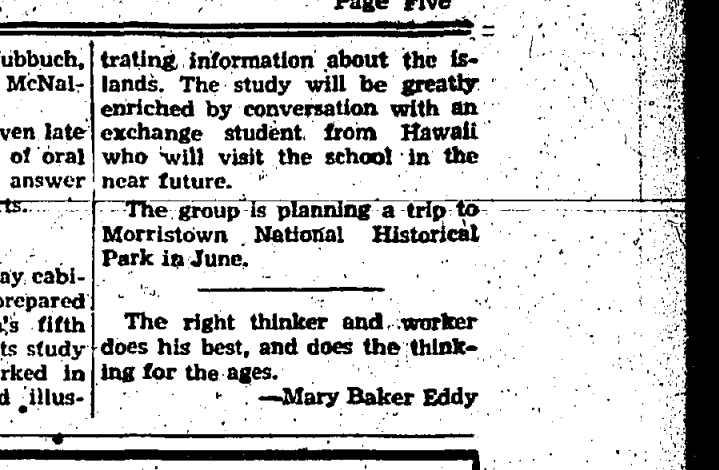 Page Five
ubbuch,
McNal-
ven late
of oral
answer
ts.
ay cabi-
prepared
's fifth
ts study
rked in
d illus-
trating information about the is-
lands. The study will be greatly
enriched by conversation with an
exchange student from Hawaii
who will visit the school in the
near future.
The group is planning a trip to
Morristown National Historical
Park in June.
The right thinker and worker
does his best, and does the think-
ing for the ages.
—Mary Baker Eddy